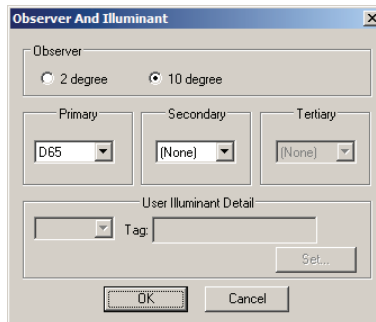 Observer And Illuminant
Observer
2 degree 10 degree
Primary Secondary Tertiary
D65 (None) (None)
User Illuminant Detail
Tag:
Set...
OK Cancel